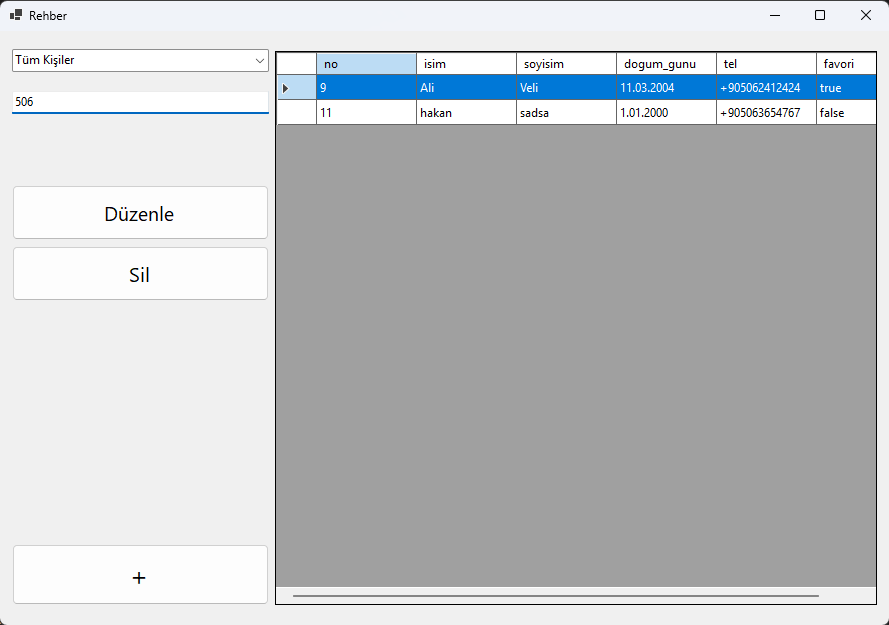 Rehber
Tüm Kişiler
506
Düzenle
Sil
+
no isim soyisim dogum_gunu tel favori
9 Ali Veli 11.03.2004 +905062412424 true
11 hakan sadsa 1.01.2000 +905063654767 false